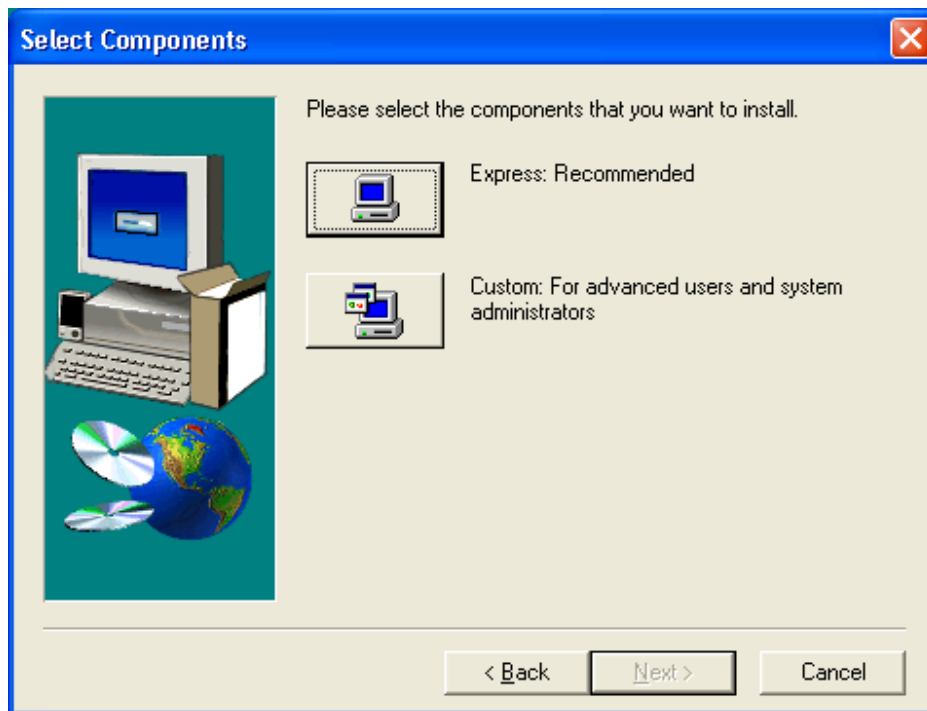 Select Components
Please select the components that you want to install.
Express: Recommended
Custom: For advanced users and system
administrators
< Back
Next >
Cancel